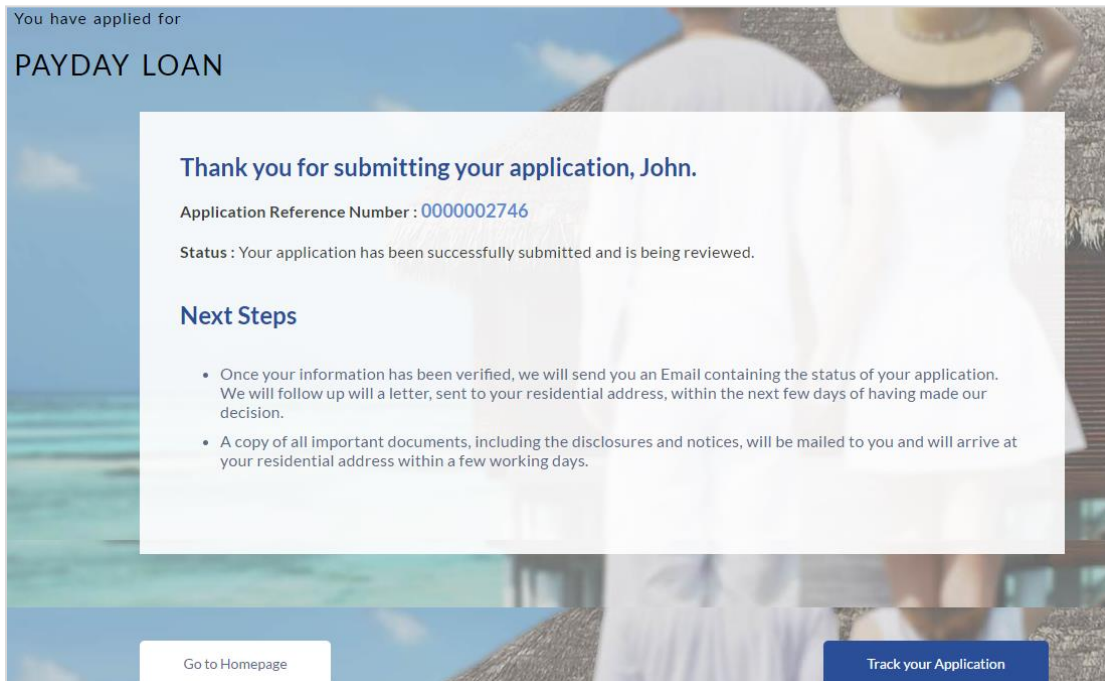 You have applied for
PAYDAY LOAN
Thank you for submitting your application, John.
Application Reference Number : 0000002746
Status : Your application has been successfully submitted and is being reviewed.
Next Steps
• Once your information has been verified, we will send you an Email containing the status of your application.
We will follow up will a letter, sent to your residential address, within the next few days of having made our
decision.
• A copy of all important documents, including the disclosures and notices, will be mailed to you and will arrive at
your residential address within a few working days.
Go to Homepage
Track your Application